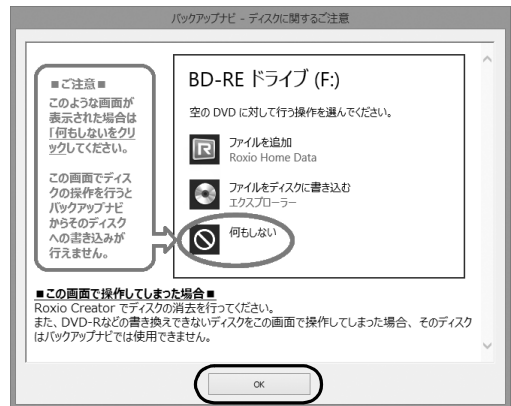 バックアップナビ - ディスクに関するご注意
■ご注意■
このような画面が
表示された場合は
「何もしないをクリ
ックしてください。
この画面でディス
クの操作を行うと
バックアップナビ
からそのディスク
への書き込みが
行えません。
BD-RE ドライブ (F:)
空の DVD に対して行う操作を選んでください。
ファイルを追加
Roxio Home Data
ファイルをディスクに書き込む
エクスプローラー
何もしない
■この画面で操作してしまった場合■
Roxio Creator でディスクの消去を行ってください。
また、DVD-Rなどの書き換えできないディスクをこの画面で操作してしまった場合、そのディスク
はバックアップナビでは使用できません。
OK